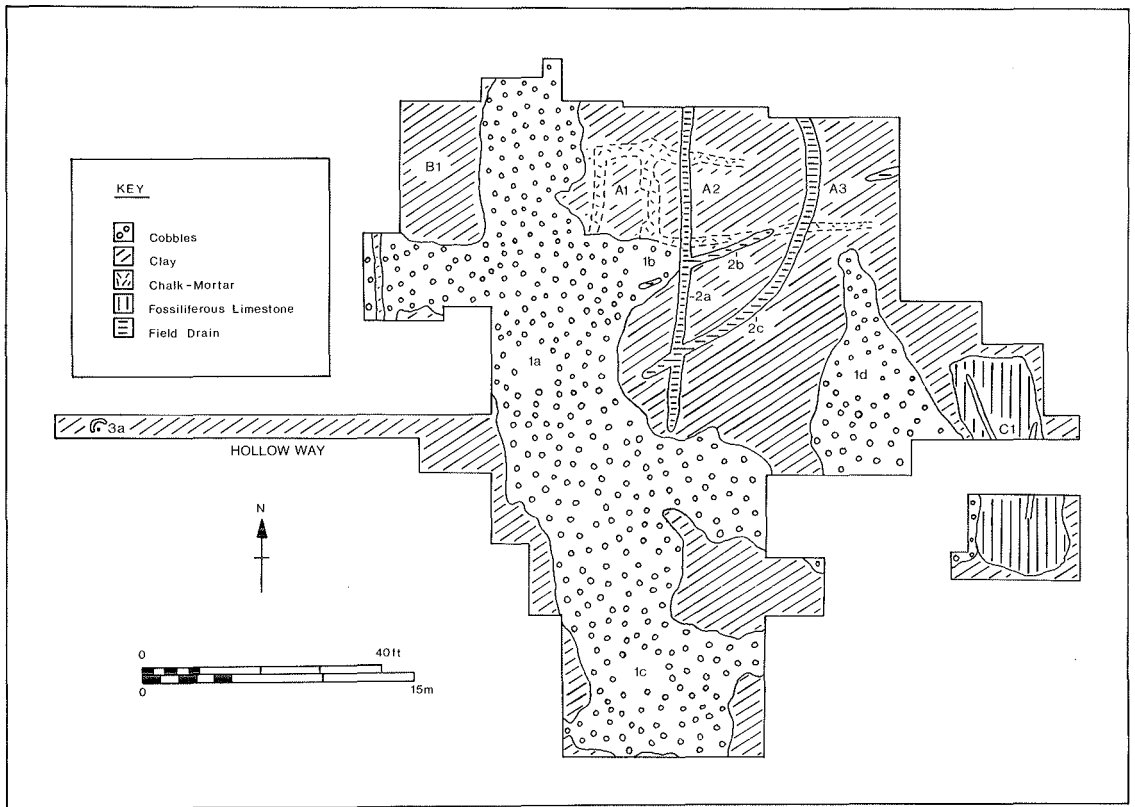 KEY
Cobbles
Clay
Chalk-Mortar
Fossiliferous Limestone
Field Drain
B1
A1
A2
A3
1b
2b
2a
2c
1a
1d
C1
3a
HOLLOW WAY
N
1c
0 40ft
0 15m